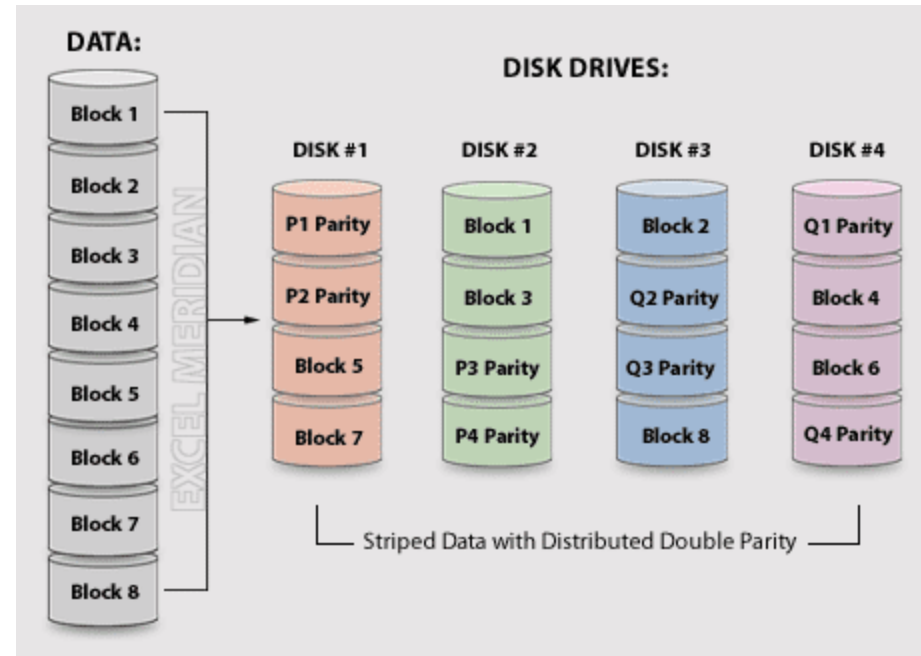 DATA:
Block 1
Block 2
Block 3
Block 4
Block 5
Block 6
Block 7
Block 8
EXCEL MERIDIAN
DISK DRIVES:
DISK #1
DISK #2
DISK #3
DISK #4
P1 Parity
Block 1
Block 2
Q1 Parity
P2 Parity
Block 3
Q2 Parity
Block 4
Block 5
P3 Parity
Q3 Parity
Block 6
Block 7
P4 Parity
Block 8
Q4 Parity
Striped Data with Distributed Double Parity